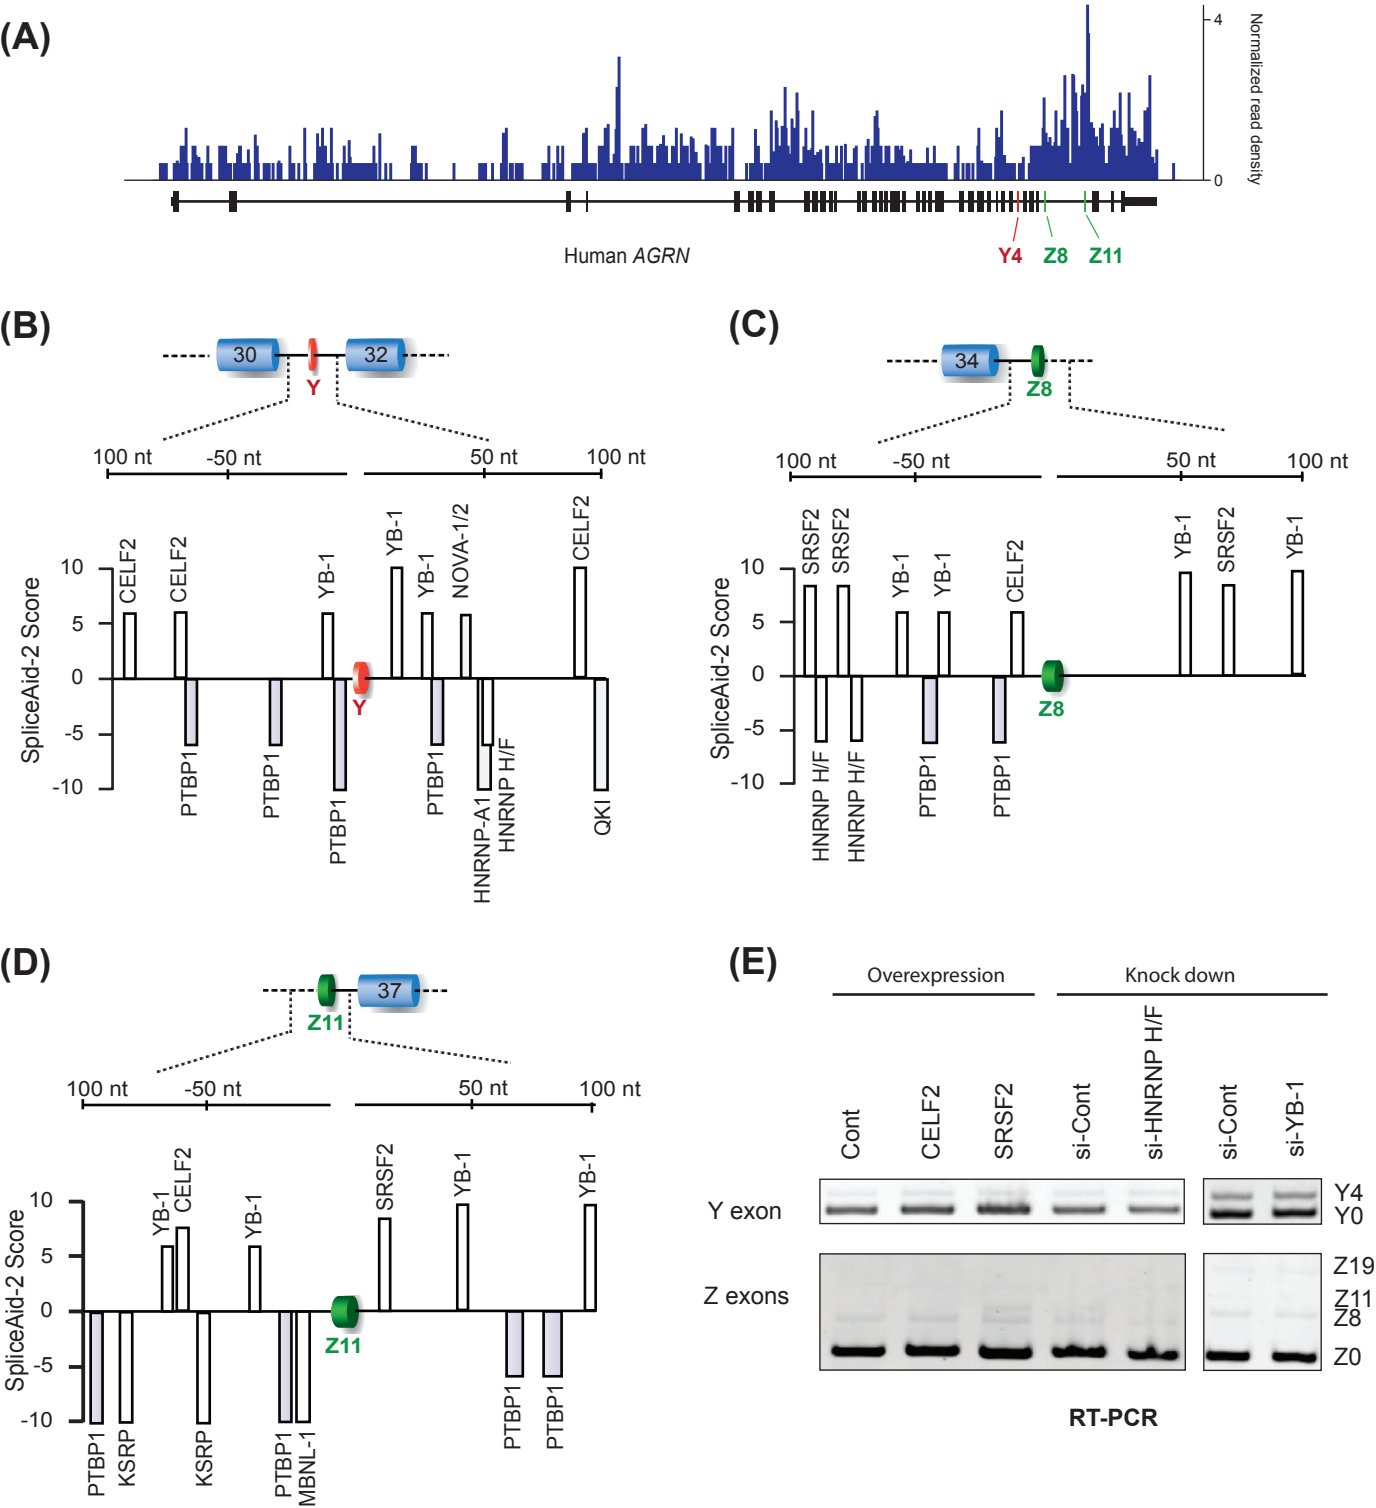 (A)
4
Normalized read density
0
Y4 Z8 Z11
Human AGRN
(B)
30 32
Y
100 nt -50 nt 50 nt 100 nt
CELF2 CELF2 YB-1 YB-1 YB-1 NOVA-1/2 CELF2
SpliceAid-2 Score
10
5
0
-5
-10
Y
PTBP1 PTBP1 PTBP1 PTBP1 HNRNP-A1 HNRNP H/F QKI
(C)
34
Z8
100 nt -50 nt 50 nt 100 nt
SRSF2 SRSF2 YB-1 YB-1 CELF2 YB-1 SRSF2 YB-1
SpliceAid-2 Score
10
5
0
-5
-10
Z8
HNRNP H/F HNRNP H/F PTBP1 PTBP1
(D)
37
Z11
100 nt -50 nt 50 nt 100 nt
YB-1 CELF2 YB-1 SRSF2 YB-1 YB-1
SpliceAid-2 Score
10
5
0
-5
-10
Z11
PTBP1 KSRP KSRP PTBP1 MBNL-1 PTBP1 PTBP1
(E)
Overexpression Knock down
Cont CELF2 SRSF2 si-Cont si-HNRNP H/F si-Cont si-YB-1
Y exon
Y4
Y0
Z exons
Z19
Z11
Z8
Z0
RT-PCR